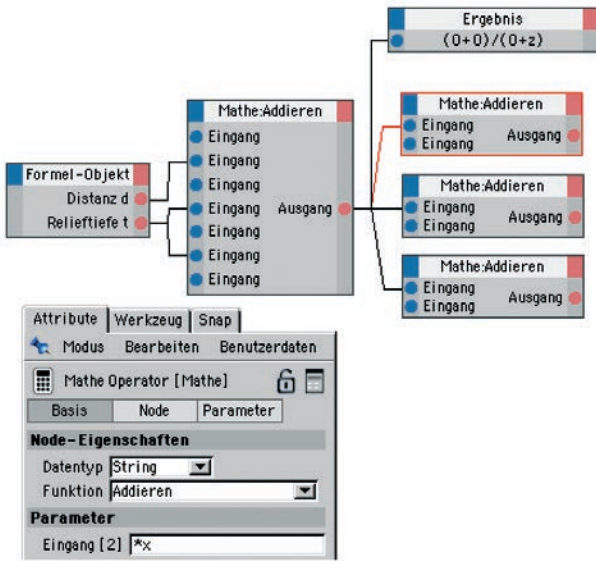 Ergebnis
(0+0)/(0+z)
Mathe:Addieren
Eingang
Eingang
Eingang
Eingang
Eingang
Eingang
Eingang
Ausgang
Mathe:Addieren
Eingang
Eingang
Ausgang
Formel-Objekt
Distanz d
Relieftiefe t
Mathe:Addieren
Eingang
Eingang
Ausgang
Mathe:Addieren
Eingang
Eingang
Ausgang
Attribute Werkzeug Snap
Modus Bearbeiten Benutzerdaten
Mathe Operator [Mathe]
Basis Node Parameter
Node-Eigenschaften
Datentyp String
Funktion Addieren
Parameter
Eingang [2] *x